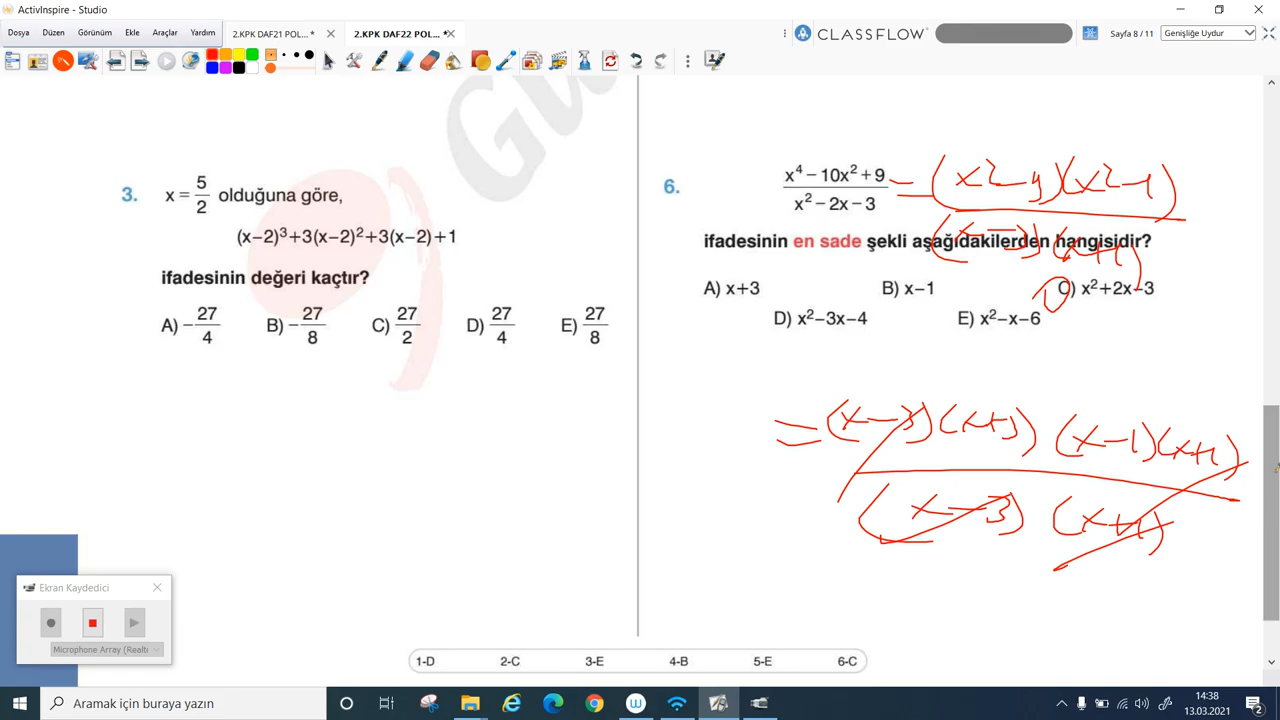 ActivInspire - Studio
Dosya Düzen Görünüm Ekle Araçlar Yardım
2.KPK DAF21 POL... *
2.KPK DAF22 POL... *
CLASSFLOW
Sayfa 8 / 11
Genişliğe Uydur
3. x = 5/2 olduğuna göre,
(x–2)³+3(x–2)²+3(x–2)+1
ifadesinin değeri kaçtır?
A) –27/4 B) –27/8 C) 27/2 D) 27/4 E) 27/8
6. (x⁴ – 10x² + 9)/(x² – 2x – 3) = (x²-9)(x²-1)/(x-3)(x+1)
ifadesinin en sade şekli aşağıdakilerden hangisidir?
A) x+3 B) x–1 C) x²+2x–3
D) x²–3x–4 E) x²–x–6
= (x-3)(x+3)(x-1)(x+1)
(x-3)(x+1)
Ekran Kaydedici
Microphone Array (Realt
1-D 2-C 3-E 4-B 5-E 6-C
Aramak için buraya yazın
14:38
13.03.2021
2